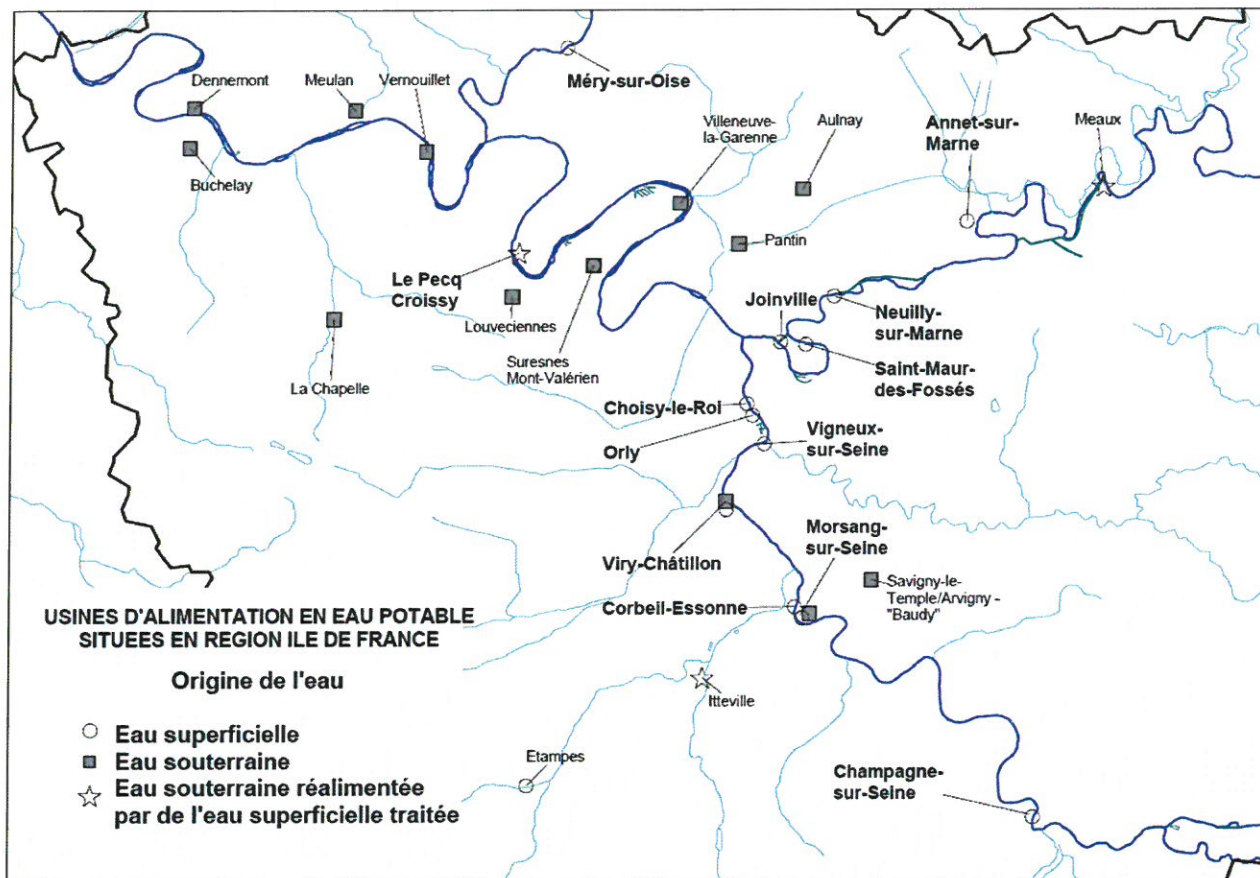 Méry-sur-Oise
Dennemont
Meulan
Vernouillet
Villeneuve-
la-Garenne
Aulnay
Annet-sur-
Marne
Meaux
Buchelay
Pantin
Le Pecq
Croissy
Louveciennes
Joinville
Neuilly-
sur-Marne
Suresnes
Mont-Valérien
Saint-Maur-
des-Fossés
La Chapelle
Choisy-le-Roi
Orly
Vigneux-
sur-Seine
Viry-Châtillon
Morsang-
sur-Seine
Corbeil-Essonne
Savigny-le-
Temple/Arvigny -
"Baudy"
Itteville
Etampes
Champagne-
sur-Seine
USINES D'ALIMENTATION EN EAU POTABLE
SITUEES EN REGION ILE DE FRANCE
Origine de l'eau
Eau superficielle
Eau souterraine
Eau souterraine réalimentée
par de l'eau superficielle traitée